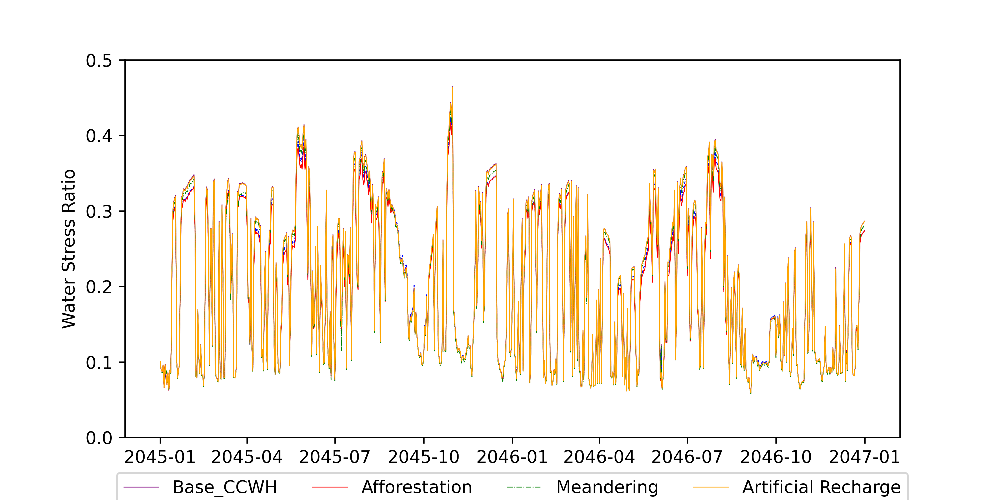 0.5
0.4
0.3
0.2
0.1
0.0
Water Stress Ratio
2045-01 2045-04 2045-07 2045-10 2046-01 2046-04 2046-07 2046-10 2047-01
Base_CCWH Afforestation Meandering Artificial Recharge